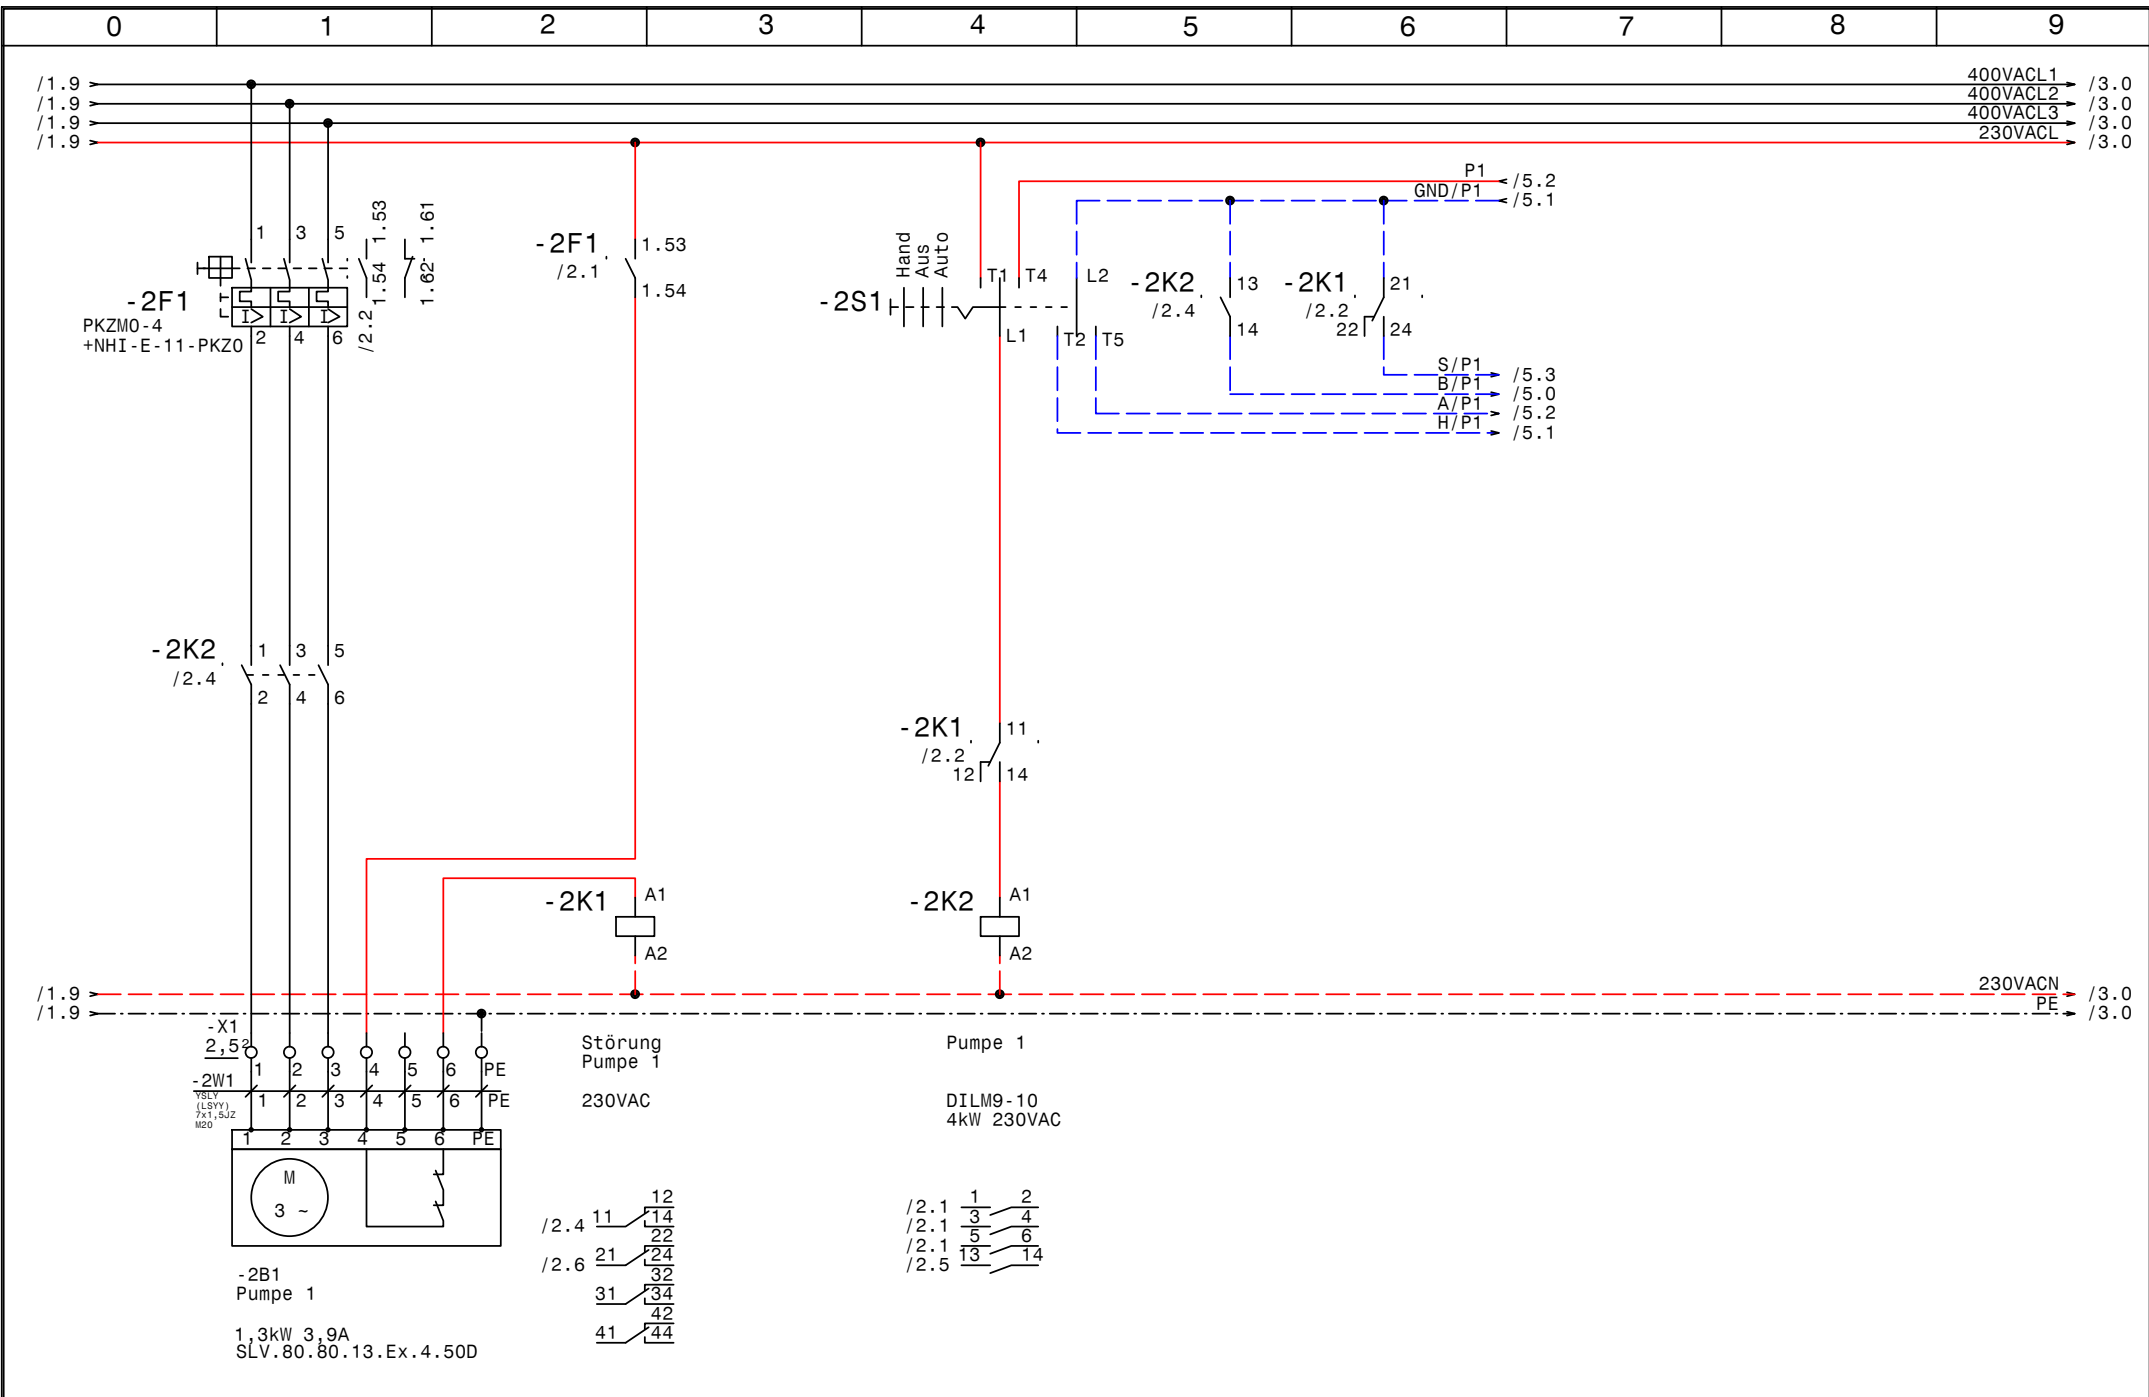 0 1 2 3 4 5 6 7 8 9
/1.9 400VACL1 /3.0
/1.9 400VACL2 /3.0
/1.9 400VACL3 /3.0
/1.9 230VACL /3.0
P1 /5.2
GND/P1 /5.1
1 3 5 1.53 1.61
-2F1
PKZM0-4
+NHI-E-11-PKZ0
I> I> I>
2 4 6 1.54 1.62
/2.2
-2F1 1.53
/2.1
1.54
Hand
Aus
Auto
-2S1
T1 T4 L2
L1 T2 T5
-2K2 13
/2.4
14
-2K1 21
/2.2
22 24
S/P1 /5.3
B/P1 /5.0
A/P1 /5.2
H/P1 /5.1
-2K2 1 3 5
/2.4
2 4 6
-2K1 11
/2.2
12 14
-2K1 A1
A2
-2K2 A1
A2
/1.9 230VACN /3.0
/1.9 PE /3.0
-X1
2,5²
1 2 3 4 5 6 PE
-2W1
YSLY
(LSYY)
7x1,5JZ
M20
1 2 3 4 5 6 PE
1 2 3 4 5 6 PE
M
3 ~
-2B1
Pumpe 1
1,3kW 3,9A
SLV.80.80.13.Ex.4.50D
Störung
Pumpe 1
230VAC
12
/2.4 11 14
22
/2.6 21 24
32
31 34
42
41 44
Pumpe 1
DILM9-10
4kW 230VAC
/2.1 1 2
/2.1 3 4
/2.1 5 6
/2.5 13 14